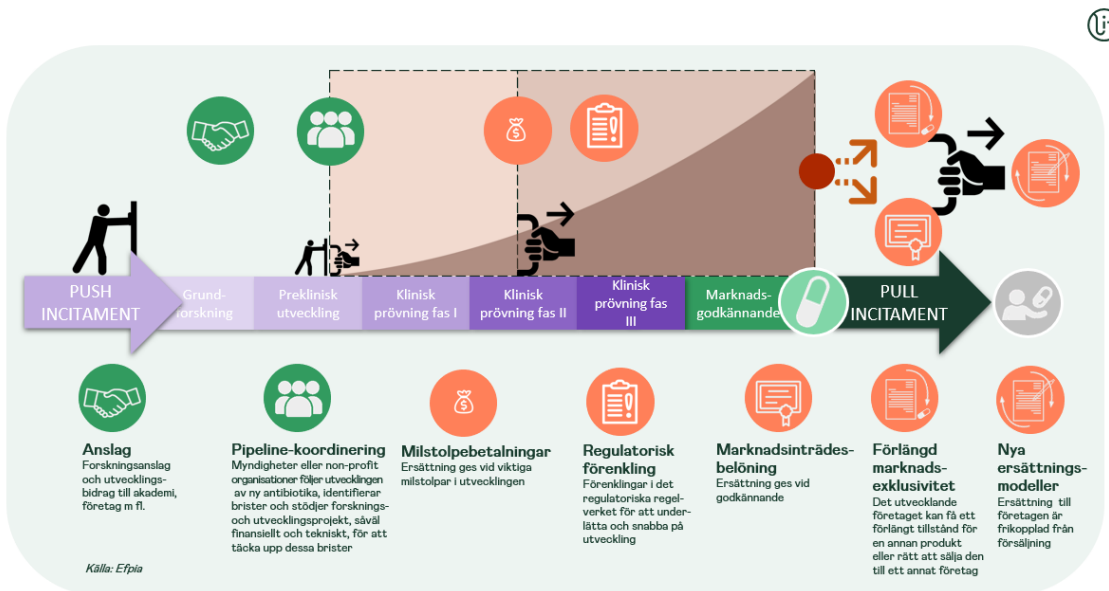 PUSH
INCITAMENT
Grund-
forskning
Preklinisk
utveckling
Klinisk
prövning fas I
Klinisk
prövning fas II
Klinisk
prövning fas
III
Marknads-
godkännande
PULL
INCITAMENT
Anslag
Forskningsanslag
och utvecklings-
bidrag till akademi,
företag m fl.
Pipeline-koordinering
Myndigheter eller non-profit
organisationer följer utvecklingen
av ny antibiotika, identifierar
brister och stödjer forsknings-
och utvecklingsprojekt, såväl
finansiellt och tekniskt, för att
täcka upp dessa brister
Milstolpebetalningar
Ersättning ges vid viktiga
milstolpar i utvecklingen
Regulatorisk
förenkling
Förenklingar i det
regulatoriska regel-
verket för att under-
lätta och snabba på
utveckling
Marknadsinträdes-
belöning
Ersättning ges vid
godkännande
Förlängd
marknads-
exklusivitet
Det utvecklande
företaget kan få ett
förlängt tillstånd för
en annan produkt
eller rätt att sälja den
till ett annat företag
Nya
ersättnings-
modeller
Ersättning till
företagen är
frikopplad från
försäljning
Källa: Efpia